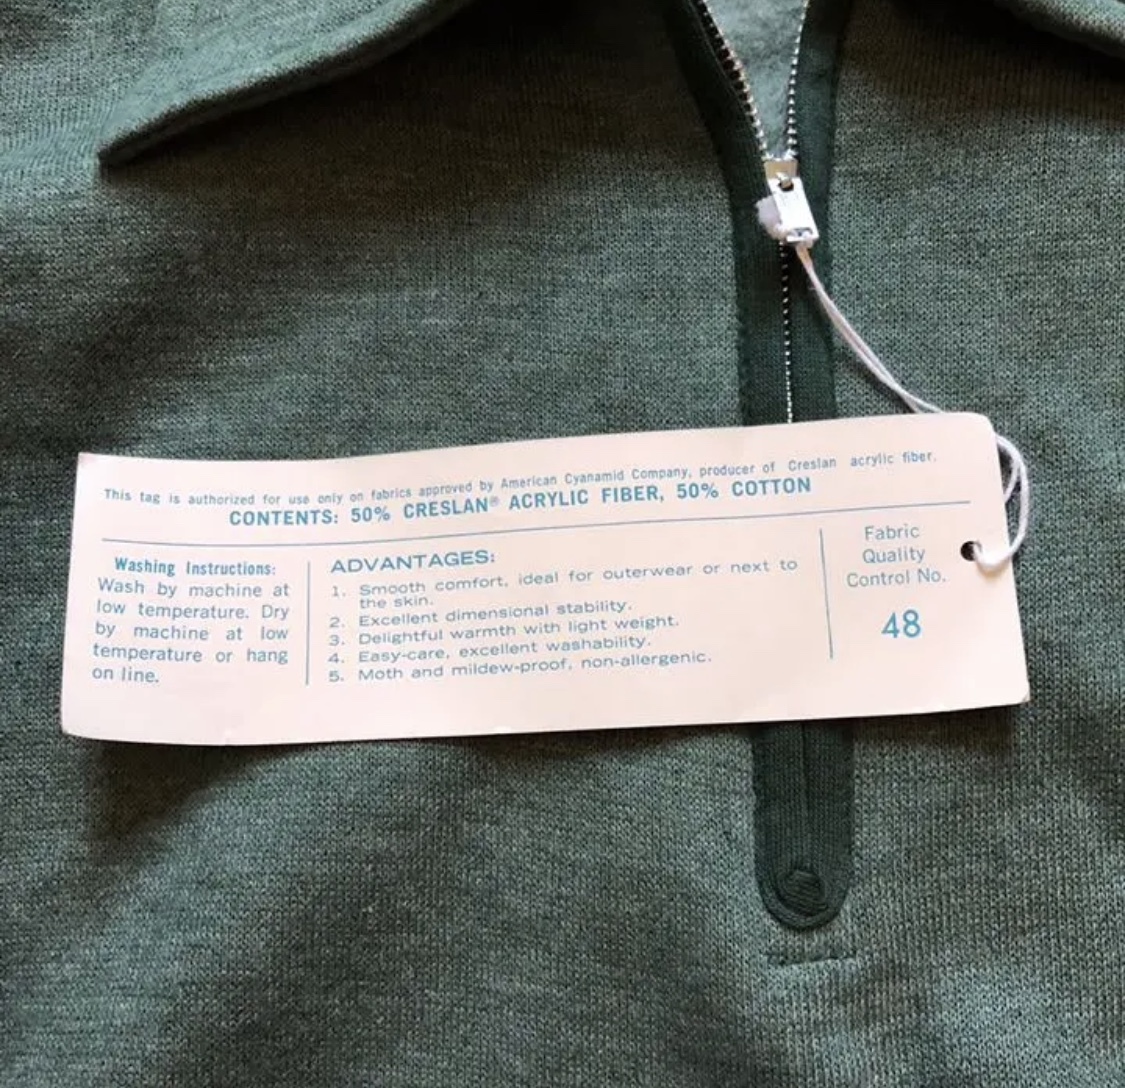 This tag is authorized for use only on fabrics approved by American Cyanamid Company, producer of Creslan acrylic fiber.
CONTENTS: 50% CRESLAN® ACRYLIC FIBER, 50% COTTON
Washing Instructions:
Wash by machine at
low temperature. Dry
by machine at low
temperature or hang
on line.
ADVANTAGES:
1. Smooth comfort, ideal for outerwear or next to
the skin.
2. Excellent dimensional stability.
3. Delightful warmth with light weight.
4. Easy-care, excellent washability.
5. Moth and mildew-proof, non-allergenic.
Fabric
Quality
Control No.
48